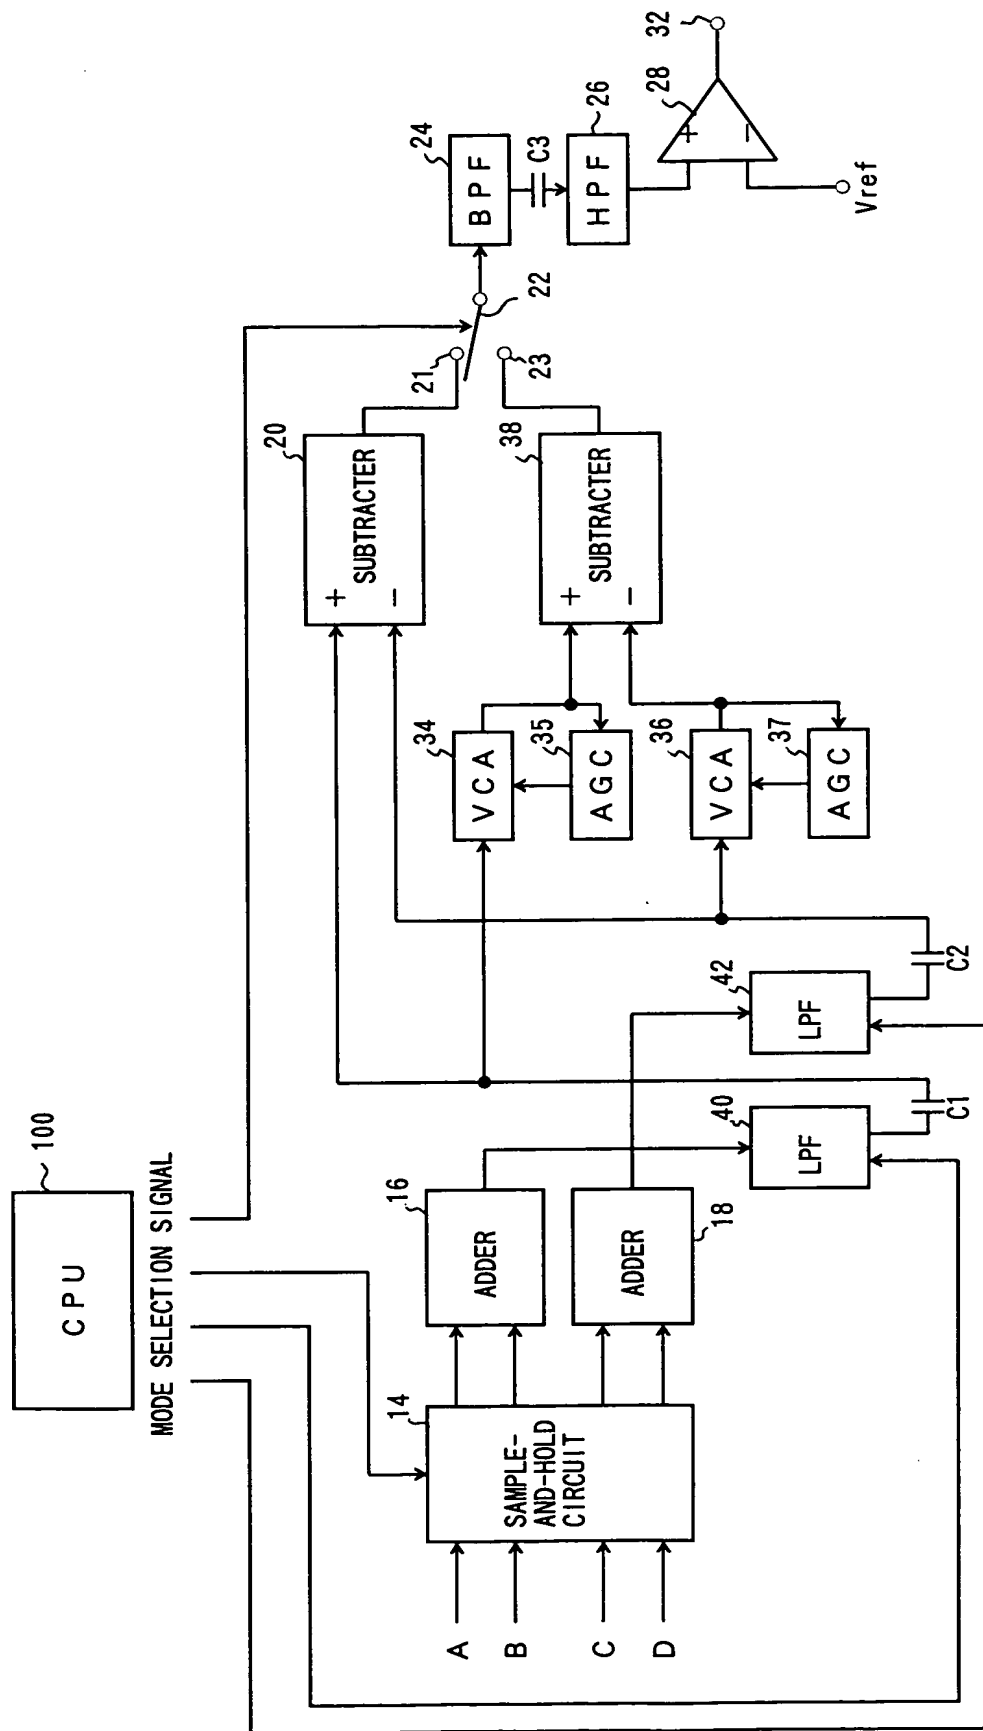 CPU
100
MODE SELECTION SIGNAL
A
B
C
D
14
SAMPLE-
AND-HOLD
CIRCUIT
16
ADDER
18
ADDER
40
LPF
C1
42
LPF
C2
34
VCA
35
AGC
36
VCA
37
AGC
20
+
−
SUBTRACTER
38
+
−
SUBTRACTER
21
22
23
24
BPF
C3
26
HPF
28
+
−
32
Vref